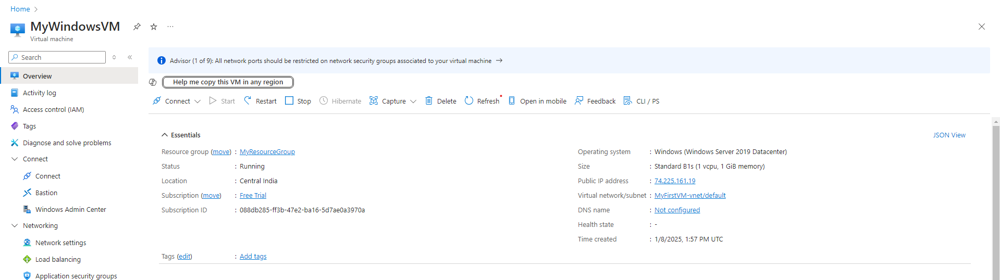 Home
MyWindowsVM
Virtual machine
Search
Overview
Activity log
Access control (IAM)
Tags
Diagnose and solve problems
Connect
Connect
Bastion
Windows Admin Center
Networking
Network settings
Load balancing
Application security groups
Advisor (1 of 9): All network ports should be restricted on network security groups associated to your virtual machine
Help me copy this VM in any region
Connect Start Restart Stop Hibernate Capture Delete Refresh Open in mobile Feedback CLI / PS
Essentials
JSON View
Resource group (move) : MyResourceGroup
Status : Running
Location : Central India
Subscription (move) : Free Trial
Subscription ID : 088db285-ff3b-47e2-ba16-5d7ae0a3970a
Operating system : Windows (Windows Server 2019 Datacenter)
Size : Standard B1s (1 vcpu, 1 GiB memory)
Public IP address : 74.225.161.19
Virtual network/subnet : MyFirstVM-vnet/default
DNS name : Not configured
Health state : -
Time created : 1/8/2025, 1:57 PM UTC
Tags (edit) : Add tags